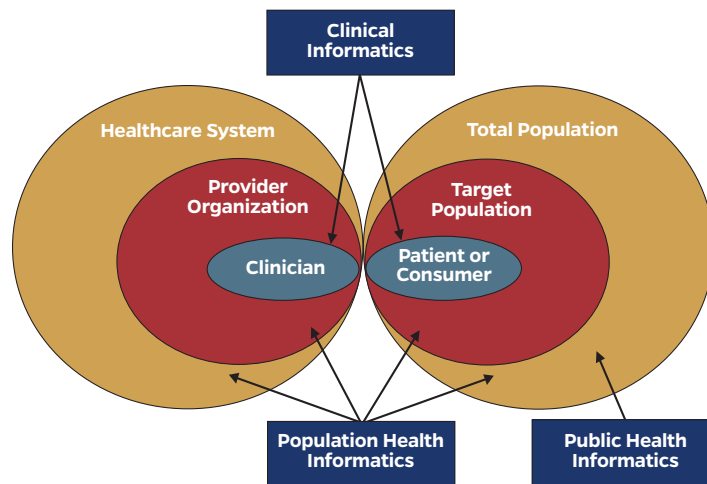 Clinical
Informatics
Healthcare System
Total Population
Provider
Organization
Target
Population
Clinician
Patient or
Consumer
Population Health
Informatics
Public Health
Informatics